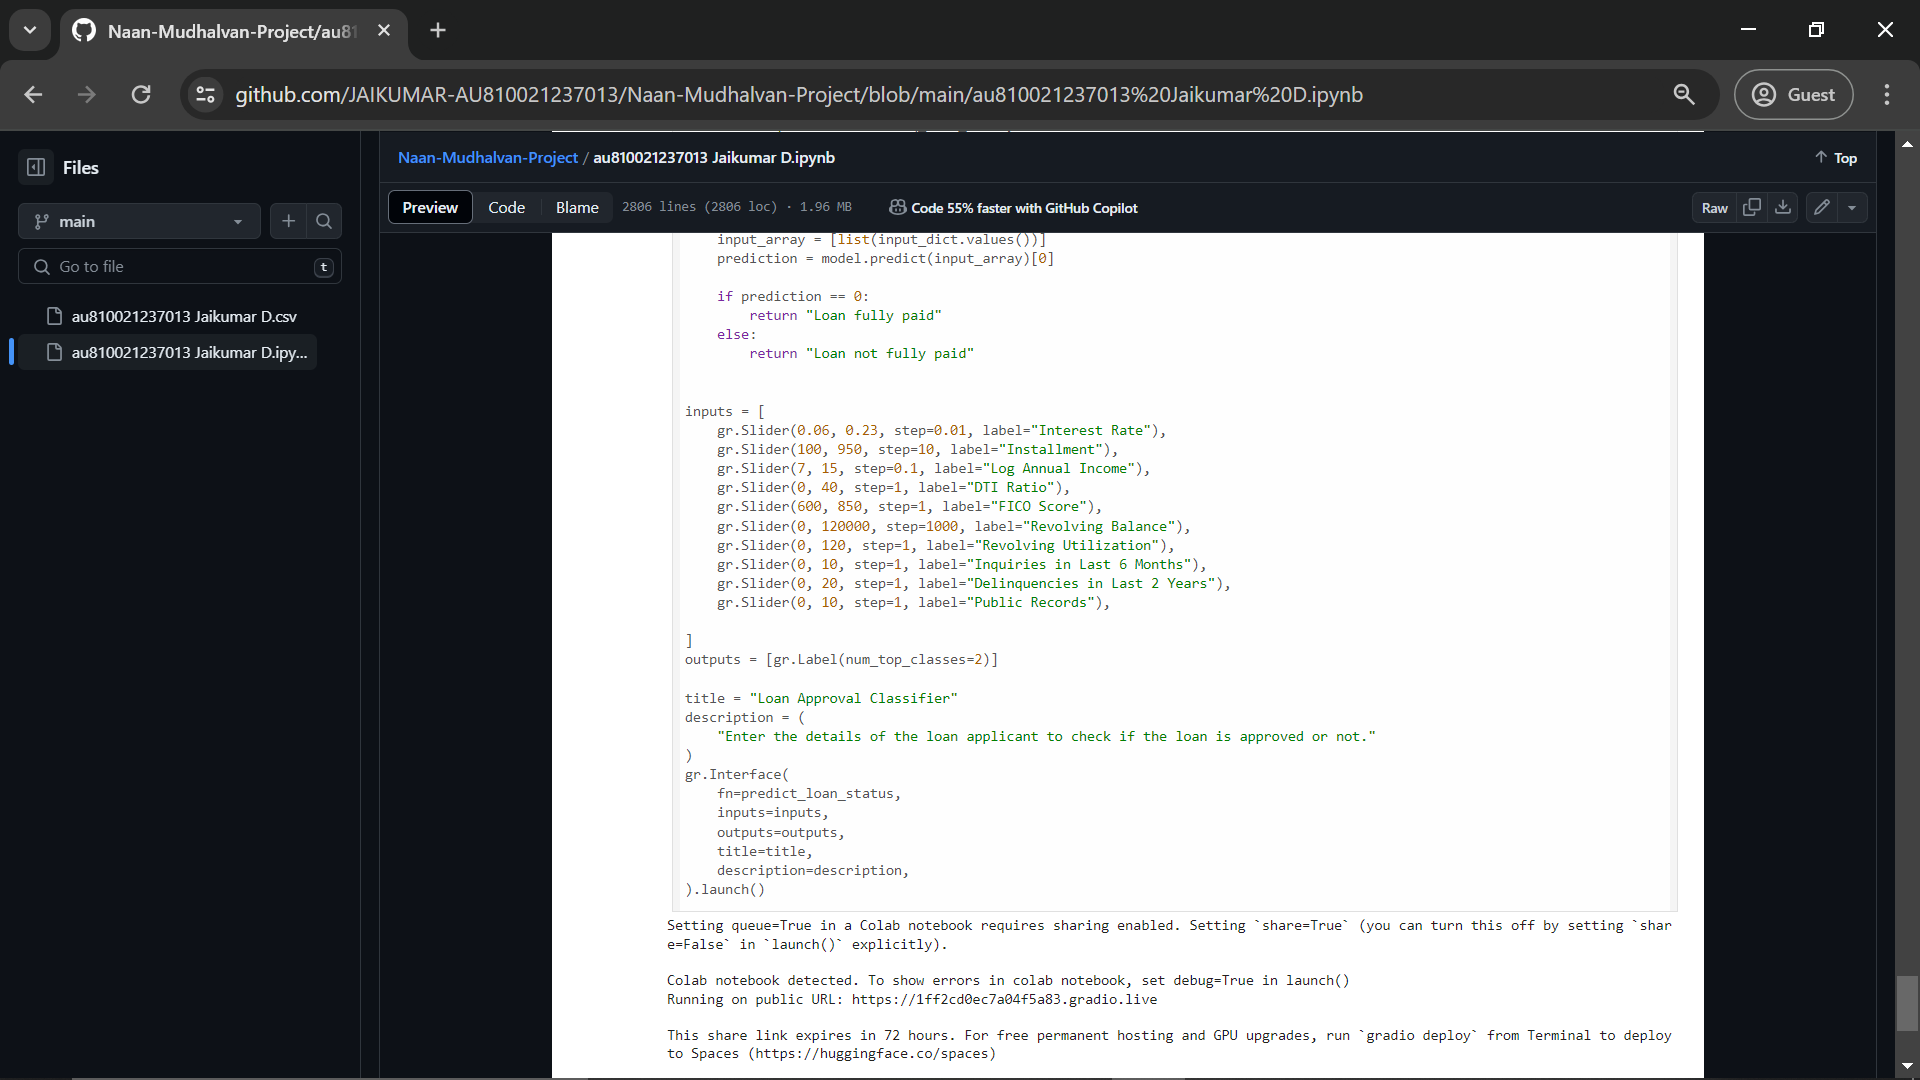 Naan-Mudhalvan-Project/au81
github.com/JAIKUMAR-AU810021237013/Naan-Mudhalvan-Project/blob/main/au810021237013%20Jaikumar%20D.ipynb
Guest
Files
main
Go to file
t
au810021237013 Jaikumar D.csv
au810021237013 Jaikumar D.ipy...
Naan-Mudhalvan-Project / au810021237013 Jaikumar D.ipynb
Top
Preview Code Blame 2806 lines (2806 loc) · 1.96 MB Code 55% faster with GitHub Copilot
Raw
input_array = [list(input_dict.values())]
prediction = model.predict(input_array)[0]
if prediction == 0:
return "Loan fully paid"
else:
return "Loan not fully paid"
inputs = [
gr.Slider(0.06, 0.23, step=0.01, label="Interest Rate"),
gr.Slider(100, 950, step=10, label="Installment"),
gr.Slider(7, 15, step=0.1, label="Log Annual Income"),
gr.Slider(0, 40, step=1, label="DTI Ratio"),
gr.Slider(600, 850, step=1, label="FICO Score"),
gr.Slider(0, 120000, step=1000, label="Revolving Balance"),
gr.Slider(0, 120, step=1, label="Revolving Utilization"),
gr.Slider(0, 10, step=1, label="Inquiries in Last 6 Months"),
gr.Slider(0, 20, step=1, label="Delinquencies in Last 2 Years"),
gr.Slider(0, 10, step=1, label="Public Records"),
]
outputs = [gr.Label(num_top_classes=2)]
title = "Loan Approval Classifier"
description = (
"Enter the details of the loan applicant to check if the loan is approved or not."
)
gr.Interface(
fn=predict_loan_status,
inputs=inputs,
outputs=outputs,
title=title,
description=description,
).launch()
Setting queue=True in a Colab notebook requires sharing enabled. Setting `share=True` (you can turn this off by setting `shar
e=False` in `launch()` explicitly).
Colab notebook detected. To show errors in colab notebook, set debug=True in launch()
Running on public URL: https://1ff2cd0ec7a04f5a83.gradio.live
This share link expires in 72 hours. For free permanent hosting and GPU upgrades, run `gradio deploy` from Terminal to deploy
to Spaces (https://huggingface.co/spaces)